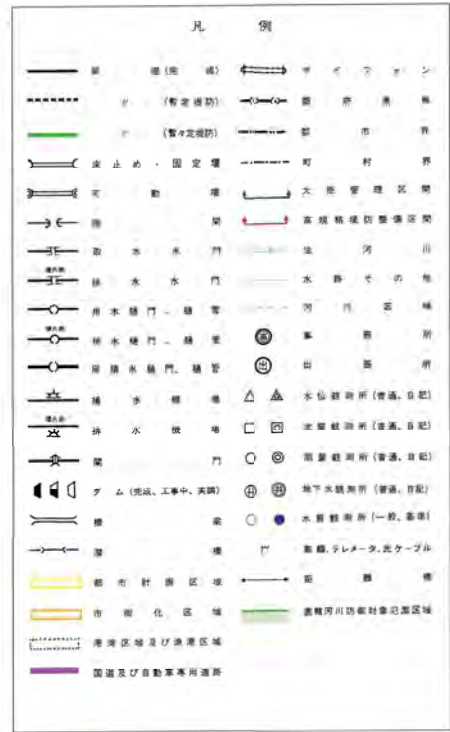 凡 例
堤 防 (完 成)
〃 (暫定堤防)
〃 (暫々定堤防)
床止め・固定堰
可 動 堰
陸 閘
取 水 水 門
排 水 水 門
用水樋門、樋管
排水樋門、樋管
用排水樋門、樋管
揚 水 機 場
排 水 機 場
閘 門
ダム(完成、工事中、実調)
橋 梁
潜 橋
都市計画区域
市街化区域
港湾区域及び漁港区域
国道及び自動車専用道路
サイフォン
都府県界
郡市界
町村界
大臣管理区間
高規格堤防整備区間
法河川
水路その他
河川区域
事務所
出張所
出
水位観測所(普通、自記)
流量観測所(普通、自記)
雨量観測所(普通、自記)
地下水観測所(普通、自記)
水質観測所(一般、基準)
無線、テレメータ、光ケーブル
距離標
直轄河川防御対象氾濫区域